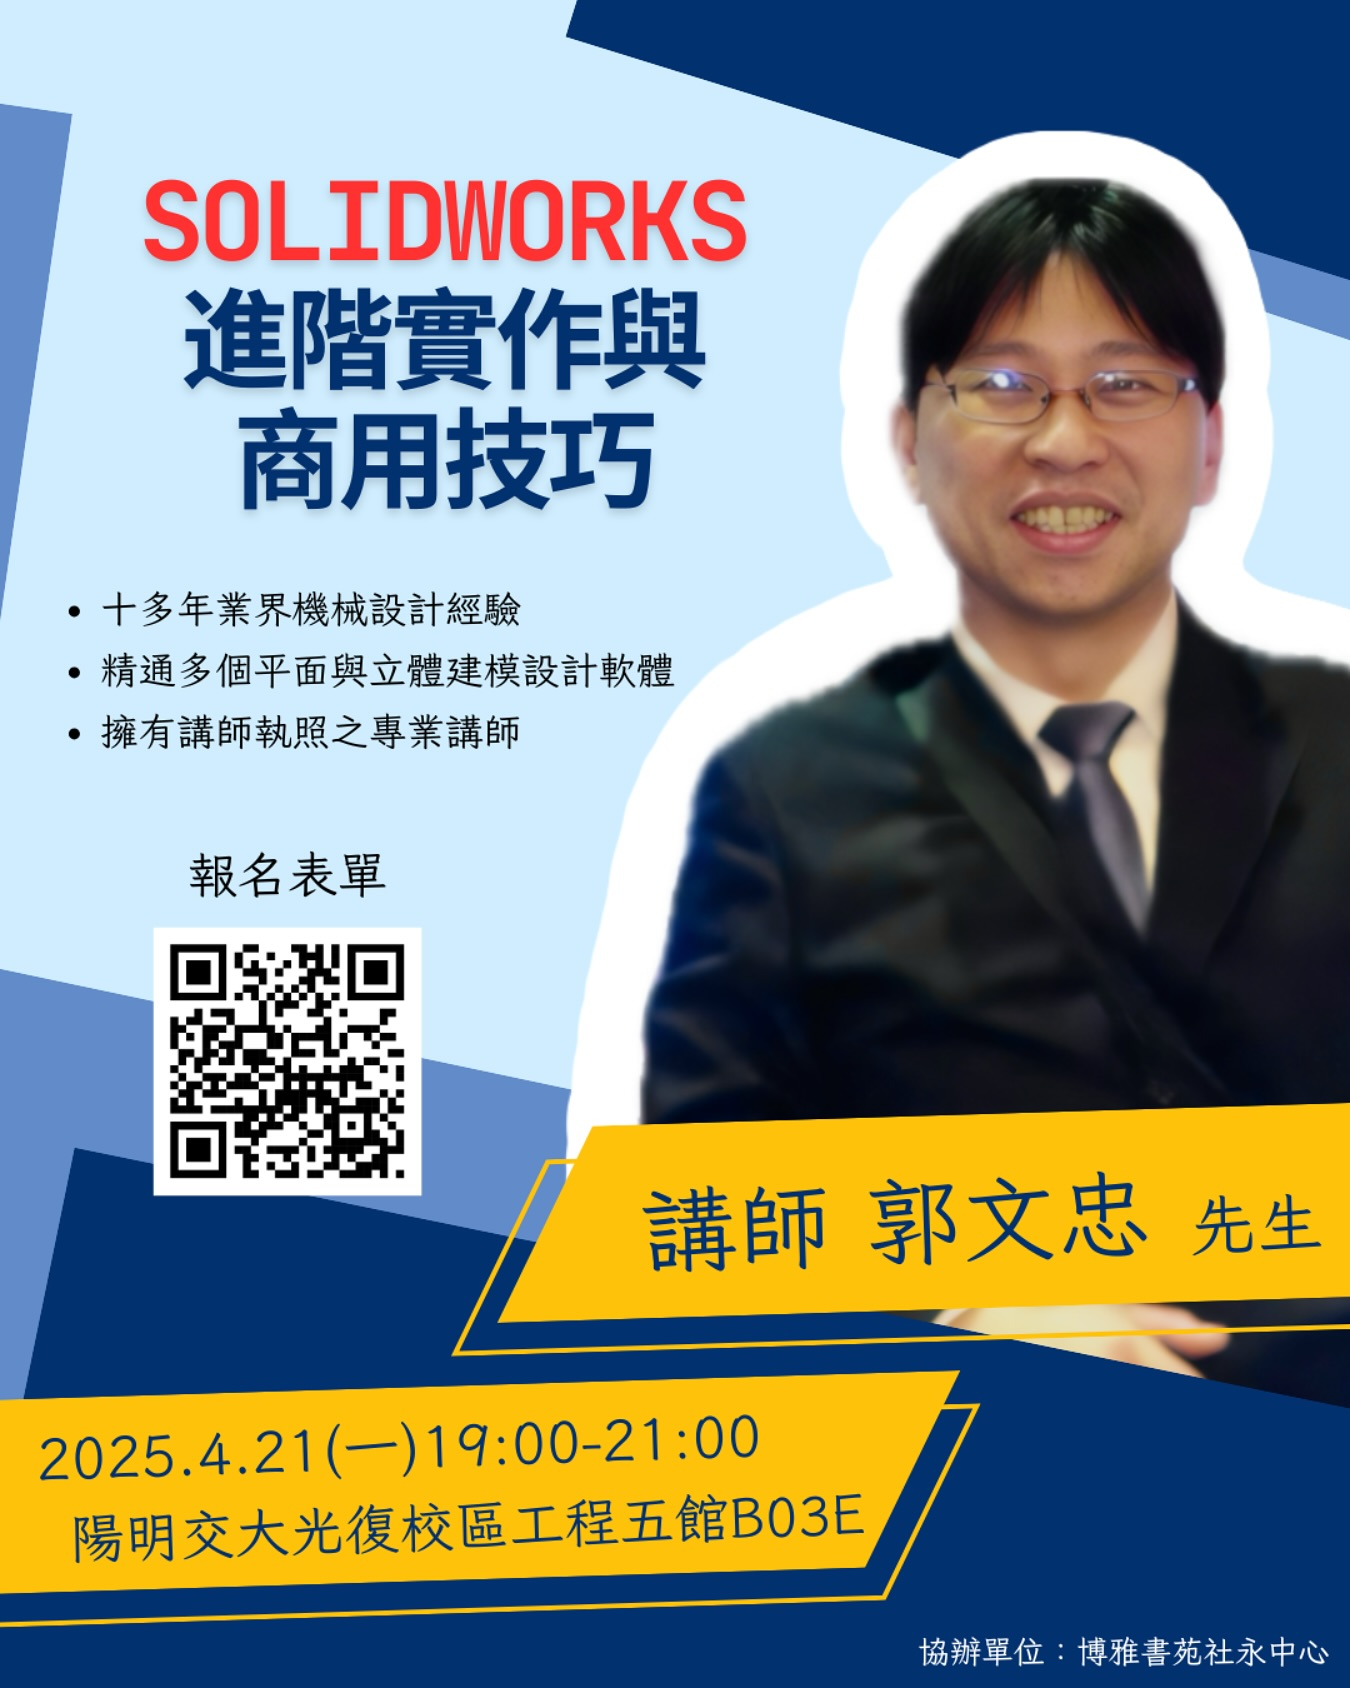 SOLIDWORKS
進階實作與
商用技巧
• 十多年業界機械設計經驗
• 精通多個平面與立體建模設計軟體
• 擁有講師執照之專業講師
報名表單
講師 郭文忠 先生
2025.4.21(一)19:00-21:00
陽明交大光復校區工程五館B03E
協辦單位：博雅書苑社永中心